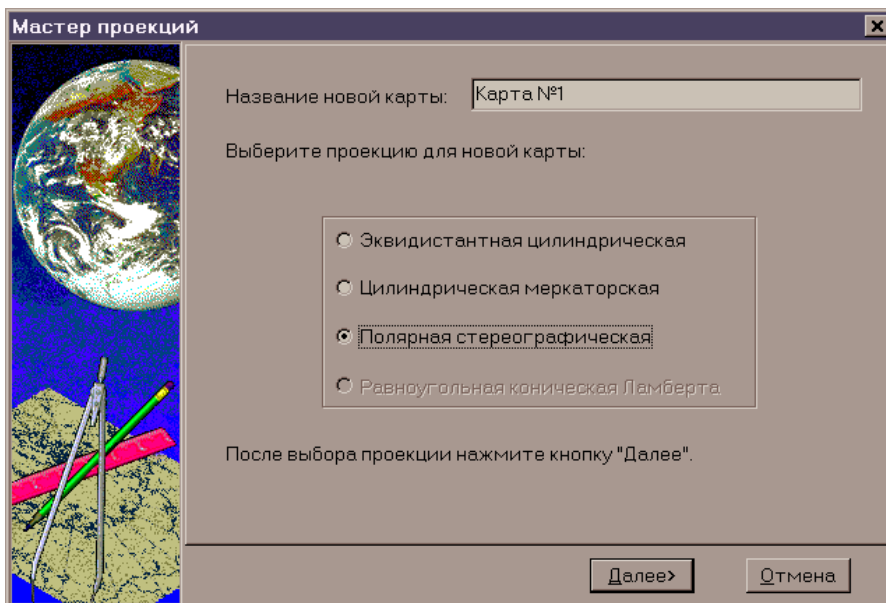 Мастер проекций
Название новой карты: Карта №1
Выберите проекцию для новой карты:
Эквидистантная цилиндрическая
Цилиндрическая меркаторская
Полярная стереографическая
Равноугольная коническая Ламберта
После выбора проекции нажмите кнопку "Далее".
Далее> Отмена